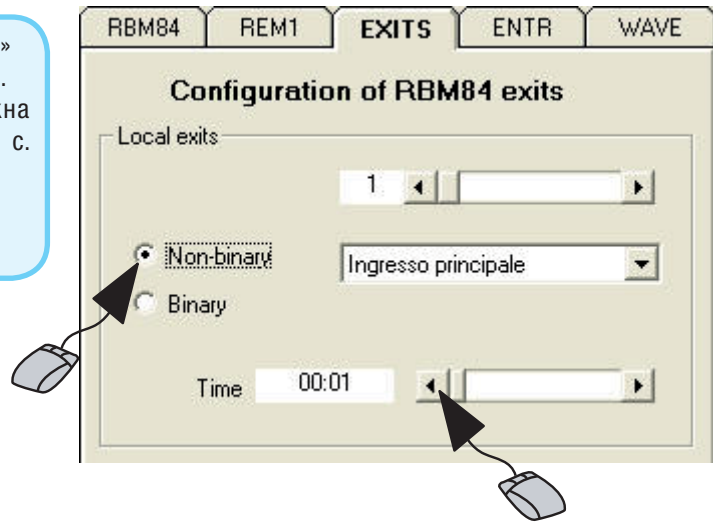 »
.
с.
RBM84 REM1 EXITS ENTR WAVE
Configuration of RBM84 exits
Local exits
1
Non-binary Ingresso principale
Binary
Time 00:01